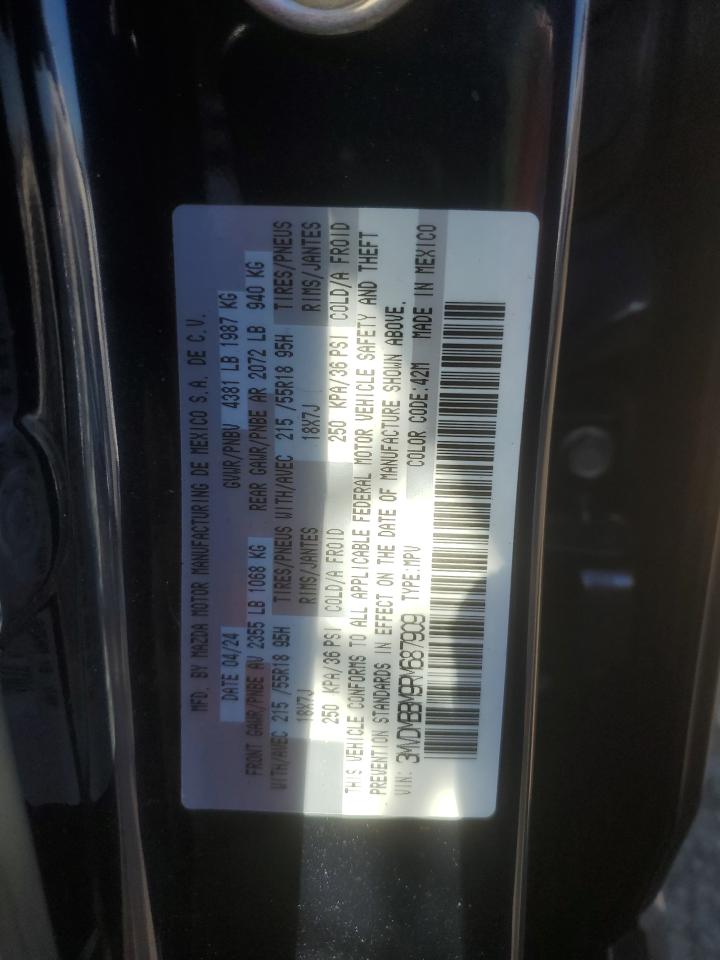 MFD. BY MAZDA MOTOR MANUFACTURING DE MEXICO S.A. DE C.V.
DATE 04/24 GVWR/PNBV 4381 LB 1987 KG
FRONT GAWR/PNBE AV 2355 LB 1068 KG REAR GAWR/PNBE AR 2072 LB 940 KG
WITH/AVEC 215 /55R18 95H TIRES/PNEUS WITH/AVEC 215 /55R18 95H TIRES/PNEUS
18X7J RIMS/JANTES 18X7J RIMS/JANTES
250 KPA/36 PSI COLD/A FROID 250 KPA/36 PSI COLD/A FROID
THIS VEHICLE CONFORMS TO ALL APPLICABLE FEDERAL MOTOR VEHICLE SAFETY AND THEFT
PREVENTION STANDARDS IN EFFECT ON THE DATE OF MANUFACTURE SHOWN ABOVE.
VIN: 3MVDMBBM9RM687909 TYPE:MPV COLOR CODE:42M MADE IN MEXICO